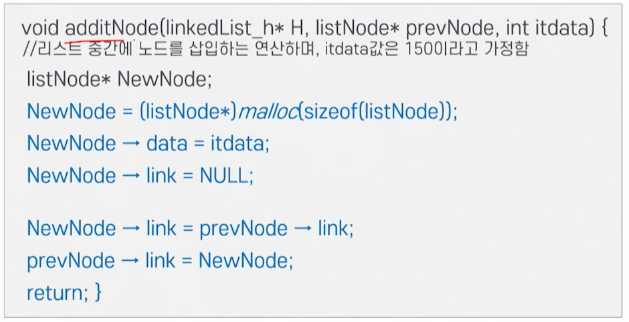 void additNode(linkedList_h* H, listNode* prevNode, int itdata) {
//리스트 중간에 노드를 삽입하는 연산하며, itdata값은 150이라고 가정함
listNode* NewNode;
NewNode = (listNode*)malloc(sizeof(listNode));
NewNode → data = itdata;
NewNode → link = NULL;
NewNode → link = prevNode → link;
prevNode → link = NewNode;
return; }